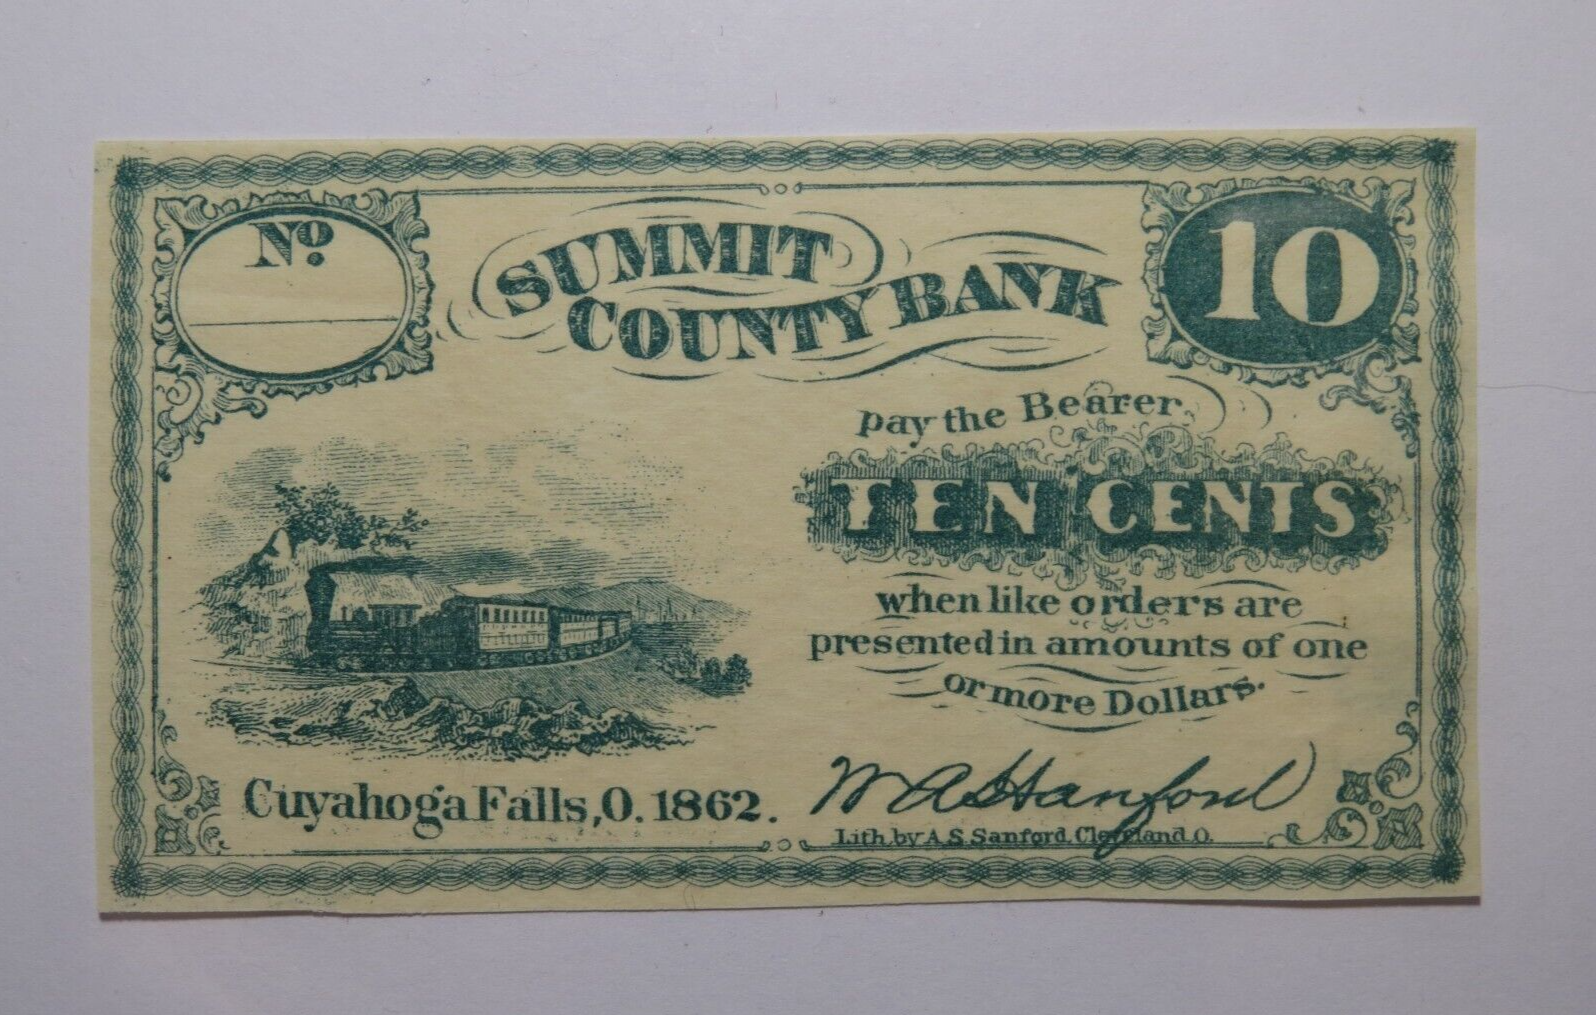 No.
SUMMIT
COUNTY BANK
10
pay the Bearer
TEN CENTS
when like orders are
presented in amounts of one
or more Dollars.
Cuyahoga Falls, O. 1862.
W A Hanford
Lith. by A. S. Sanford, Cleveland. O.